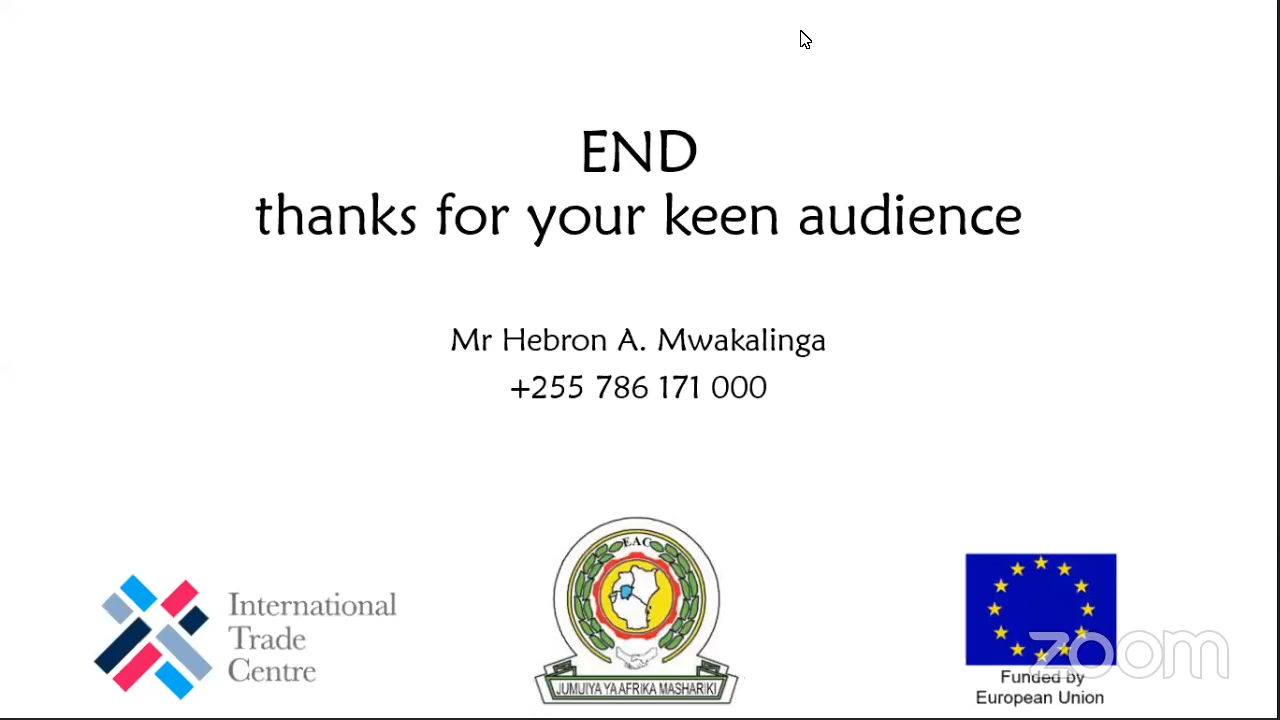 END
thanks for your keen audience
Mr Hebron A. Mwakalinga
+255 786 171 000
EAC
JUMUIYA YA AFRIKA MASHARIKI
International
Trade
Centre
Funded by
European Union
zoom